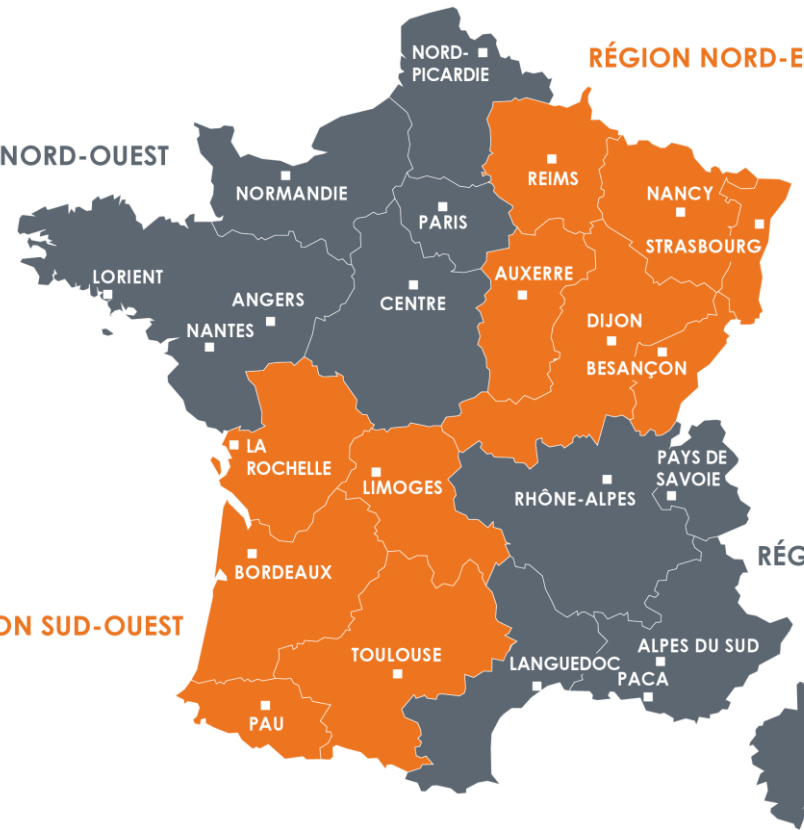 NORD-
PICARDIE
RÉGION NORD-E
NORD-OUEST
NORMANDIE
REIMS
NANCY
PARIS
STRASBOURG
LORIENT
AUXERRE
ANGERS
CENTRE
NANTES
DIJON
BESANÇON
LA
ROCHELLE
LIMOGES
PAYS DE
SAVOIE
RHÔNE-ALPES
RÉG
BORDEAUX
ON SUD-OUEST
TOULOUSE
LANGUEDOC
ALPES DU SUD
PACA
PAU